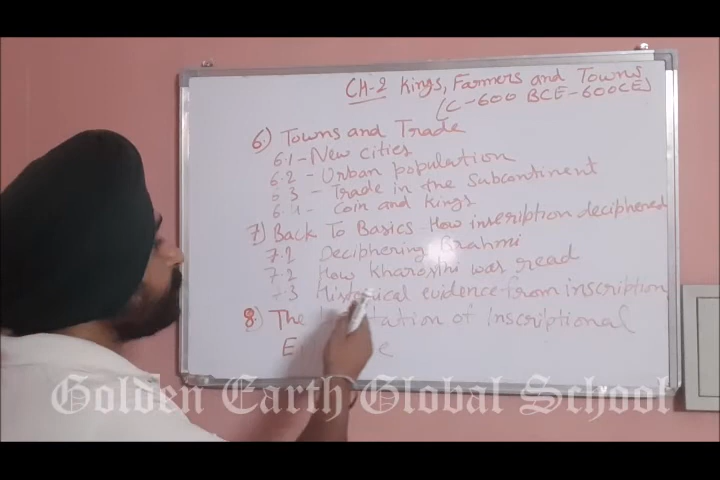 CH-2 Kings, Farmers and Towns
(C-600 BCE-600CE)
6.) Towns and Trade
6.1 - New Cities
6.2 - Urban population
6.3 - Trade in the Subcontinent
6.4 - Coin and Kings
7.) Back To Basics - How inscription deciphered
7.1 Deciphering Brahmi
7.2 How Kharosthi was read
7.3 Historical evidence from inscription
8.) The of Inscriptional
Golden Earth Global School